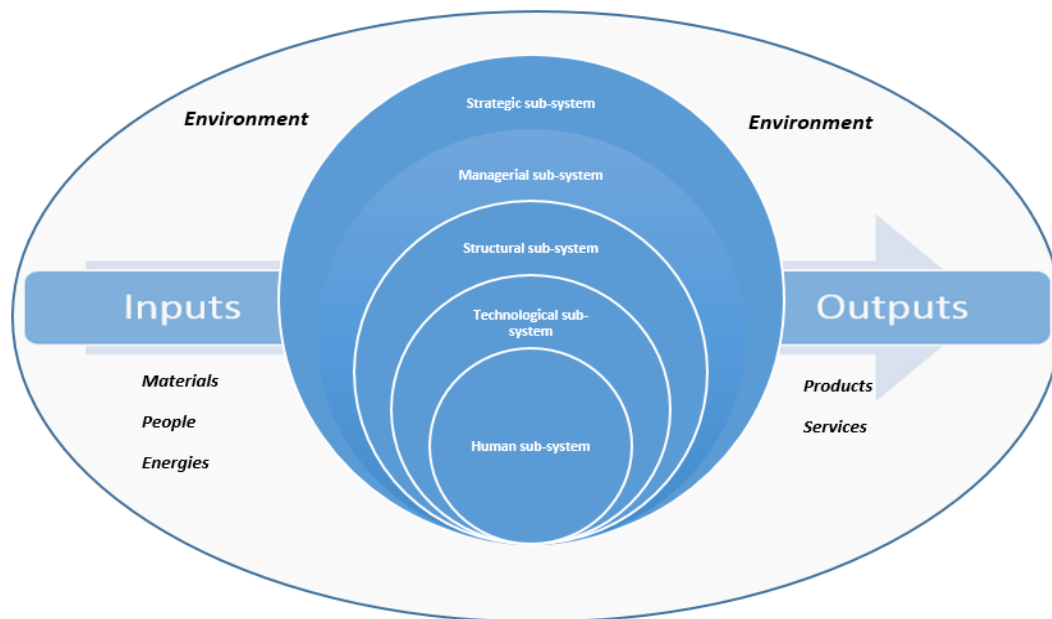 Strategic sub-system
Environment
Environment
Managerial sub-system
Structural sub-system
Inputs
Outputs
Technological sub-
system
Materials
People
Energies
Products
Services
Human sub-system